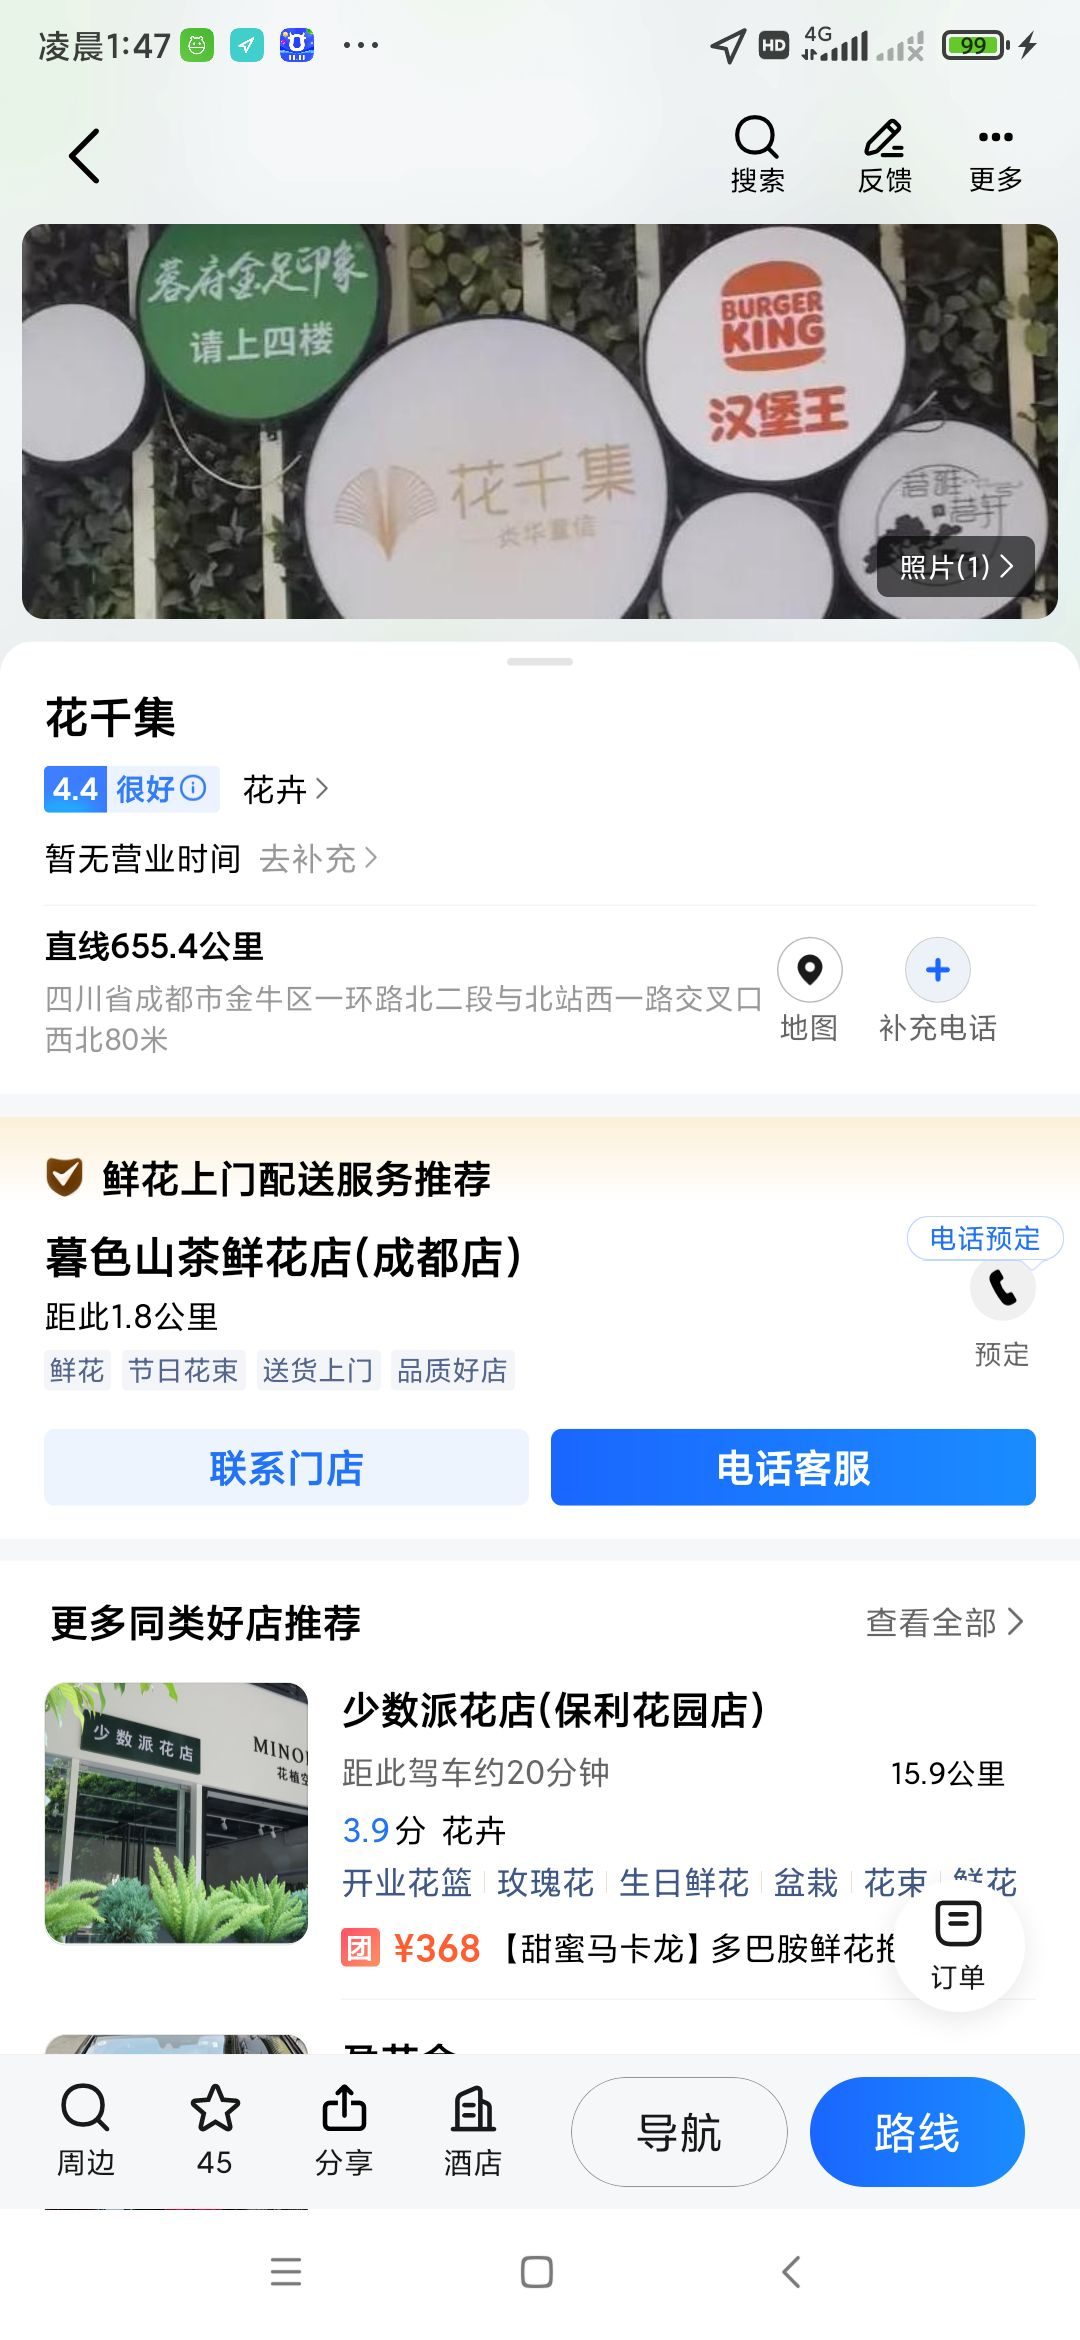 凌晨1:47
HD
4G
99
搜索
反馈
更多
蓉府金足印象
请上四楼
BURGER
KING
汉堡王
花千集
照片(1)
花千集
4.4 很好 花卉
暂无营业时间 去补充
直线655.4公里
四川省成都市金牛区一环路北二段与北站西一路交叉口
西北80米
地图
补充电话
鲜花上门配送服务推荐
暮色山茶鲜花店(成都店)
电话预定
距此1.8公里
预定
鲜花 节日花束 送货上门 品质好店
联系门店
电话客服
更多同类好店推荐
查看全部
少数派花店
MINO
花植空
少数派花店(保利花园店)
距此驾车约20分钟
15.9公里
3.9分 花卉
开业花篮 玫瑰花 生日鲜花 盆栽 花束 鲜花
团 ¥368 【甜蜜马卡龙】多巴胺鲜花抱
订单
周边
45
分享
酒店
导航
路线